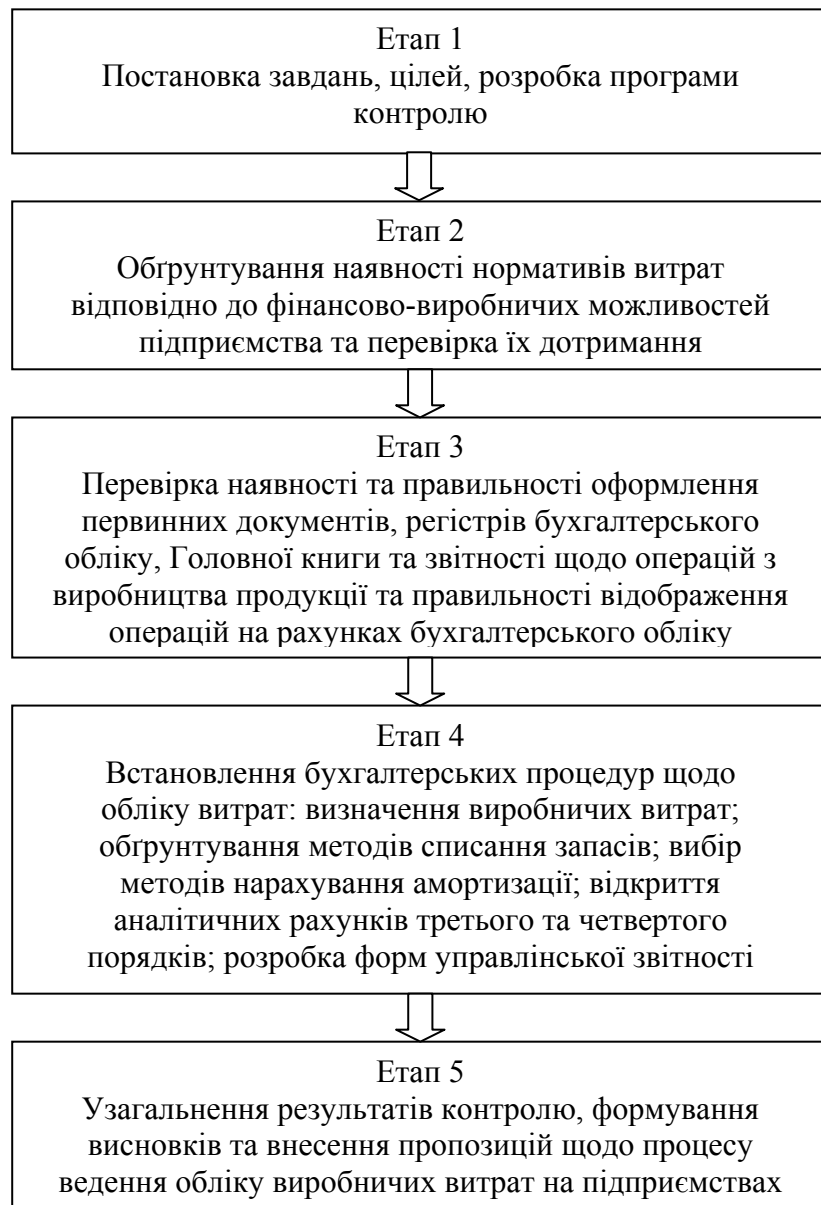 Етап 1
Постановка завдань, цілей, розробка програми
контролю
Етап 2
Обґрунтування наявності нормативів витрат
відповідно до фінансово-виробничих можливостей
підприємства та перевірка їх дотримання
Етап 3
Перевірка наявності та правильності оформлення
первинних документів, регістрів бухгалтерського
обліку, Головної книги та звітності щодо операцій з
виробництва продукції та правильності відображення
операцій на рахунках бухгалтерського обліку
Етап 4
Встановлення бухгалтерських процедур щодо
обліку витрат: визначення виробничих витрат;
обґрунтування методів списання запасів; вибір
методів нарахування амортизації; відкриття
аналітичних рахунків третього та четвертого
порядків; розробка форм управлінської звітності
Етап 5
Узагальнення результатів контролю, формування
висновків та внесення пропозицій щодо процесу
ведення обліку виробничих витрат на підприємствах